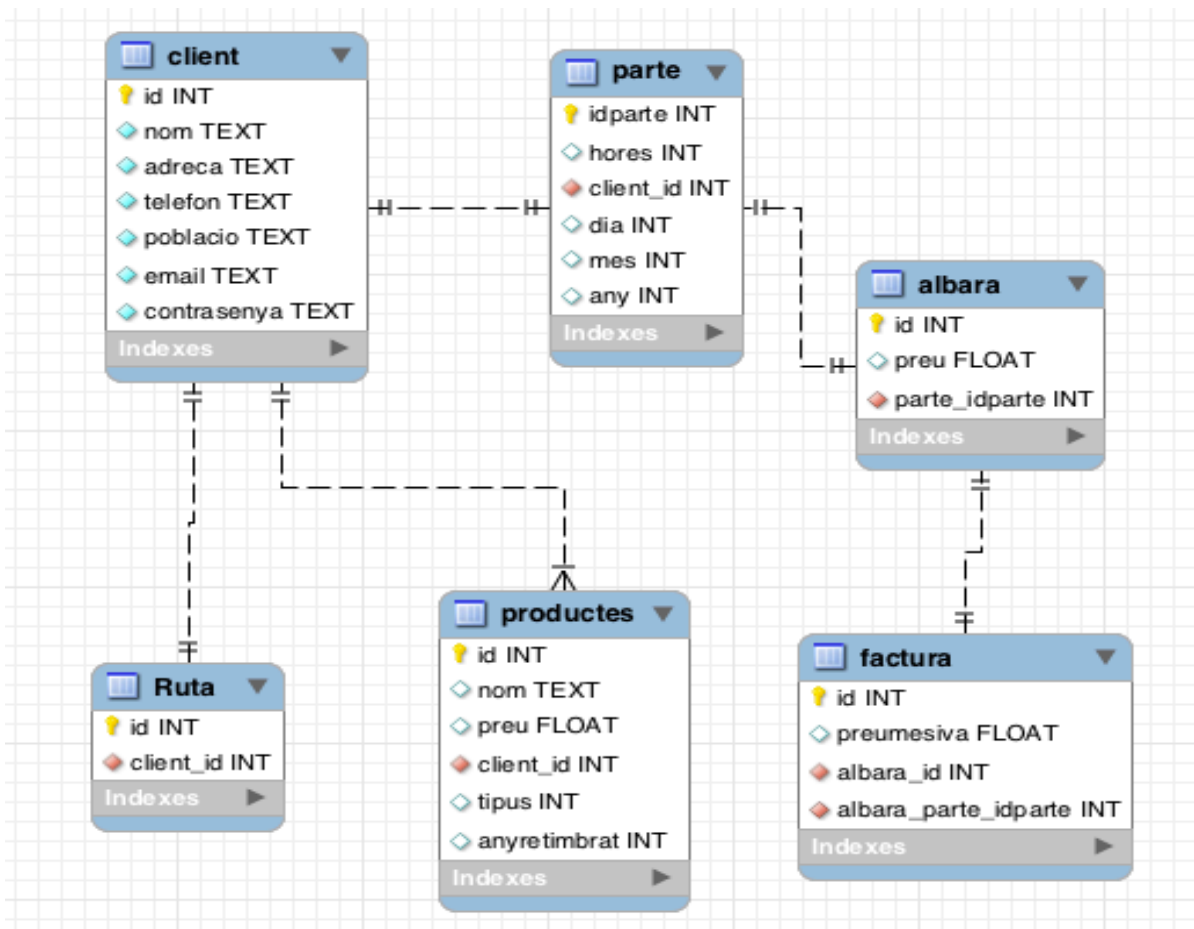 client
id INT
nom TEXT
adreca TEXT
telefon TEXT
poblacio TEXT
email TEXT
contrasenya TEXT
Indexes
parte
idparte INT
hores INT
client_id INT
dia INT
mes INT
any INT
Indexes
albara
id INT
preu FLOAT
parte_idparte INT
Indexes
Ruta
id INT
client_id INT
Indexes
productes
id INT
nom TEXT
preu FLOAT
client_id INT
tipus INT
anyretimbrat INT
Indexes
factura
id INT
preumesiva FLOAT
albara_id INT
albara_parte_idparte INT
Indexes